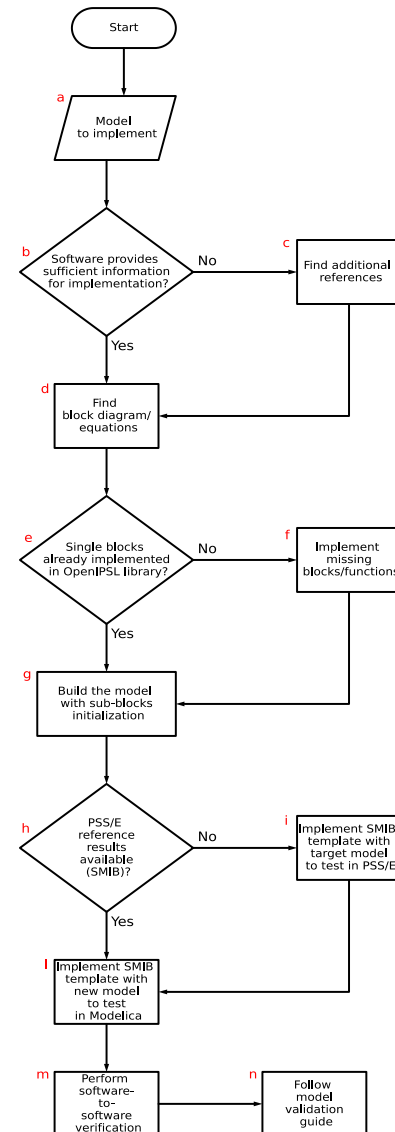 Start
a
Model
to implement
b
Software provides
sufficient information
for implementation?
No
c
Find additional
references
Yes
d
Find
block diagram/
equations
e
Single blocks
already implemented
in OpenIPSL library?
No
f
Implement
missing
blocks/functions
Yes
g
Build the model
with sub-blocks
initialization
h
PSS/E
reference
results
available
(SMIB)?
No
i
Implement SMIB
template with
target model
to test in PSS/E
Yes
l
Implement SMIB
template with
new model
to test
in Modelica
m
Perform
software-
to-
software
verification
n
Follow
model
validation
guide